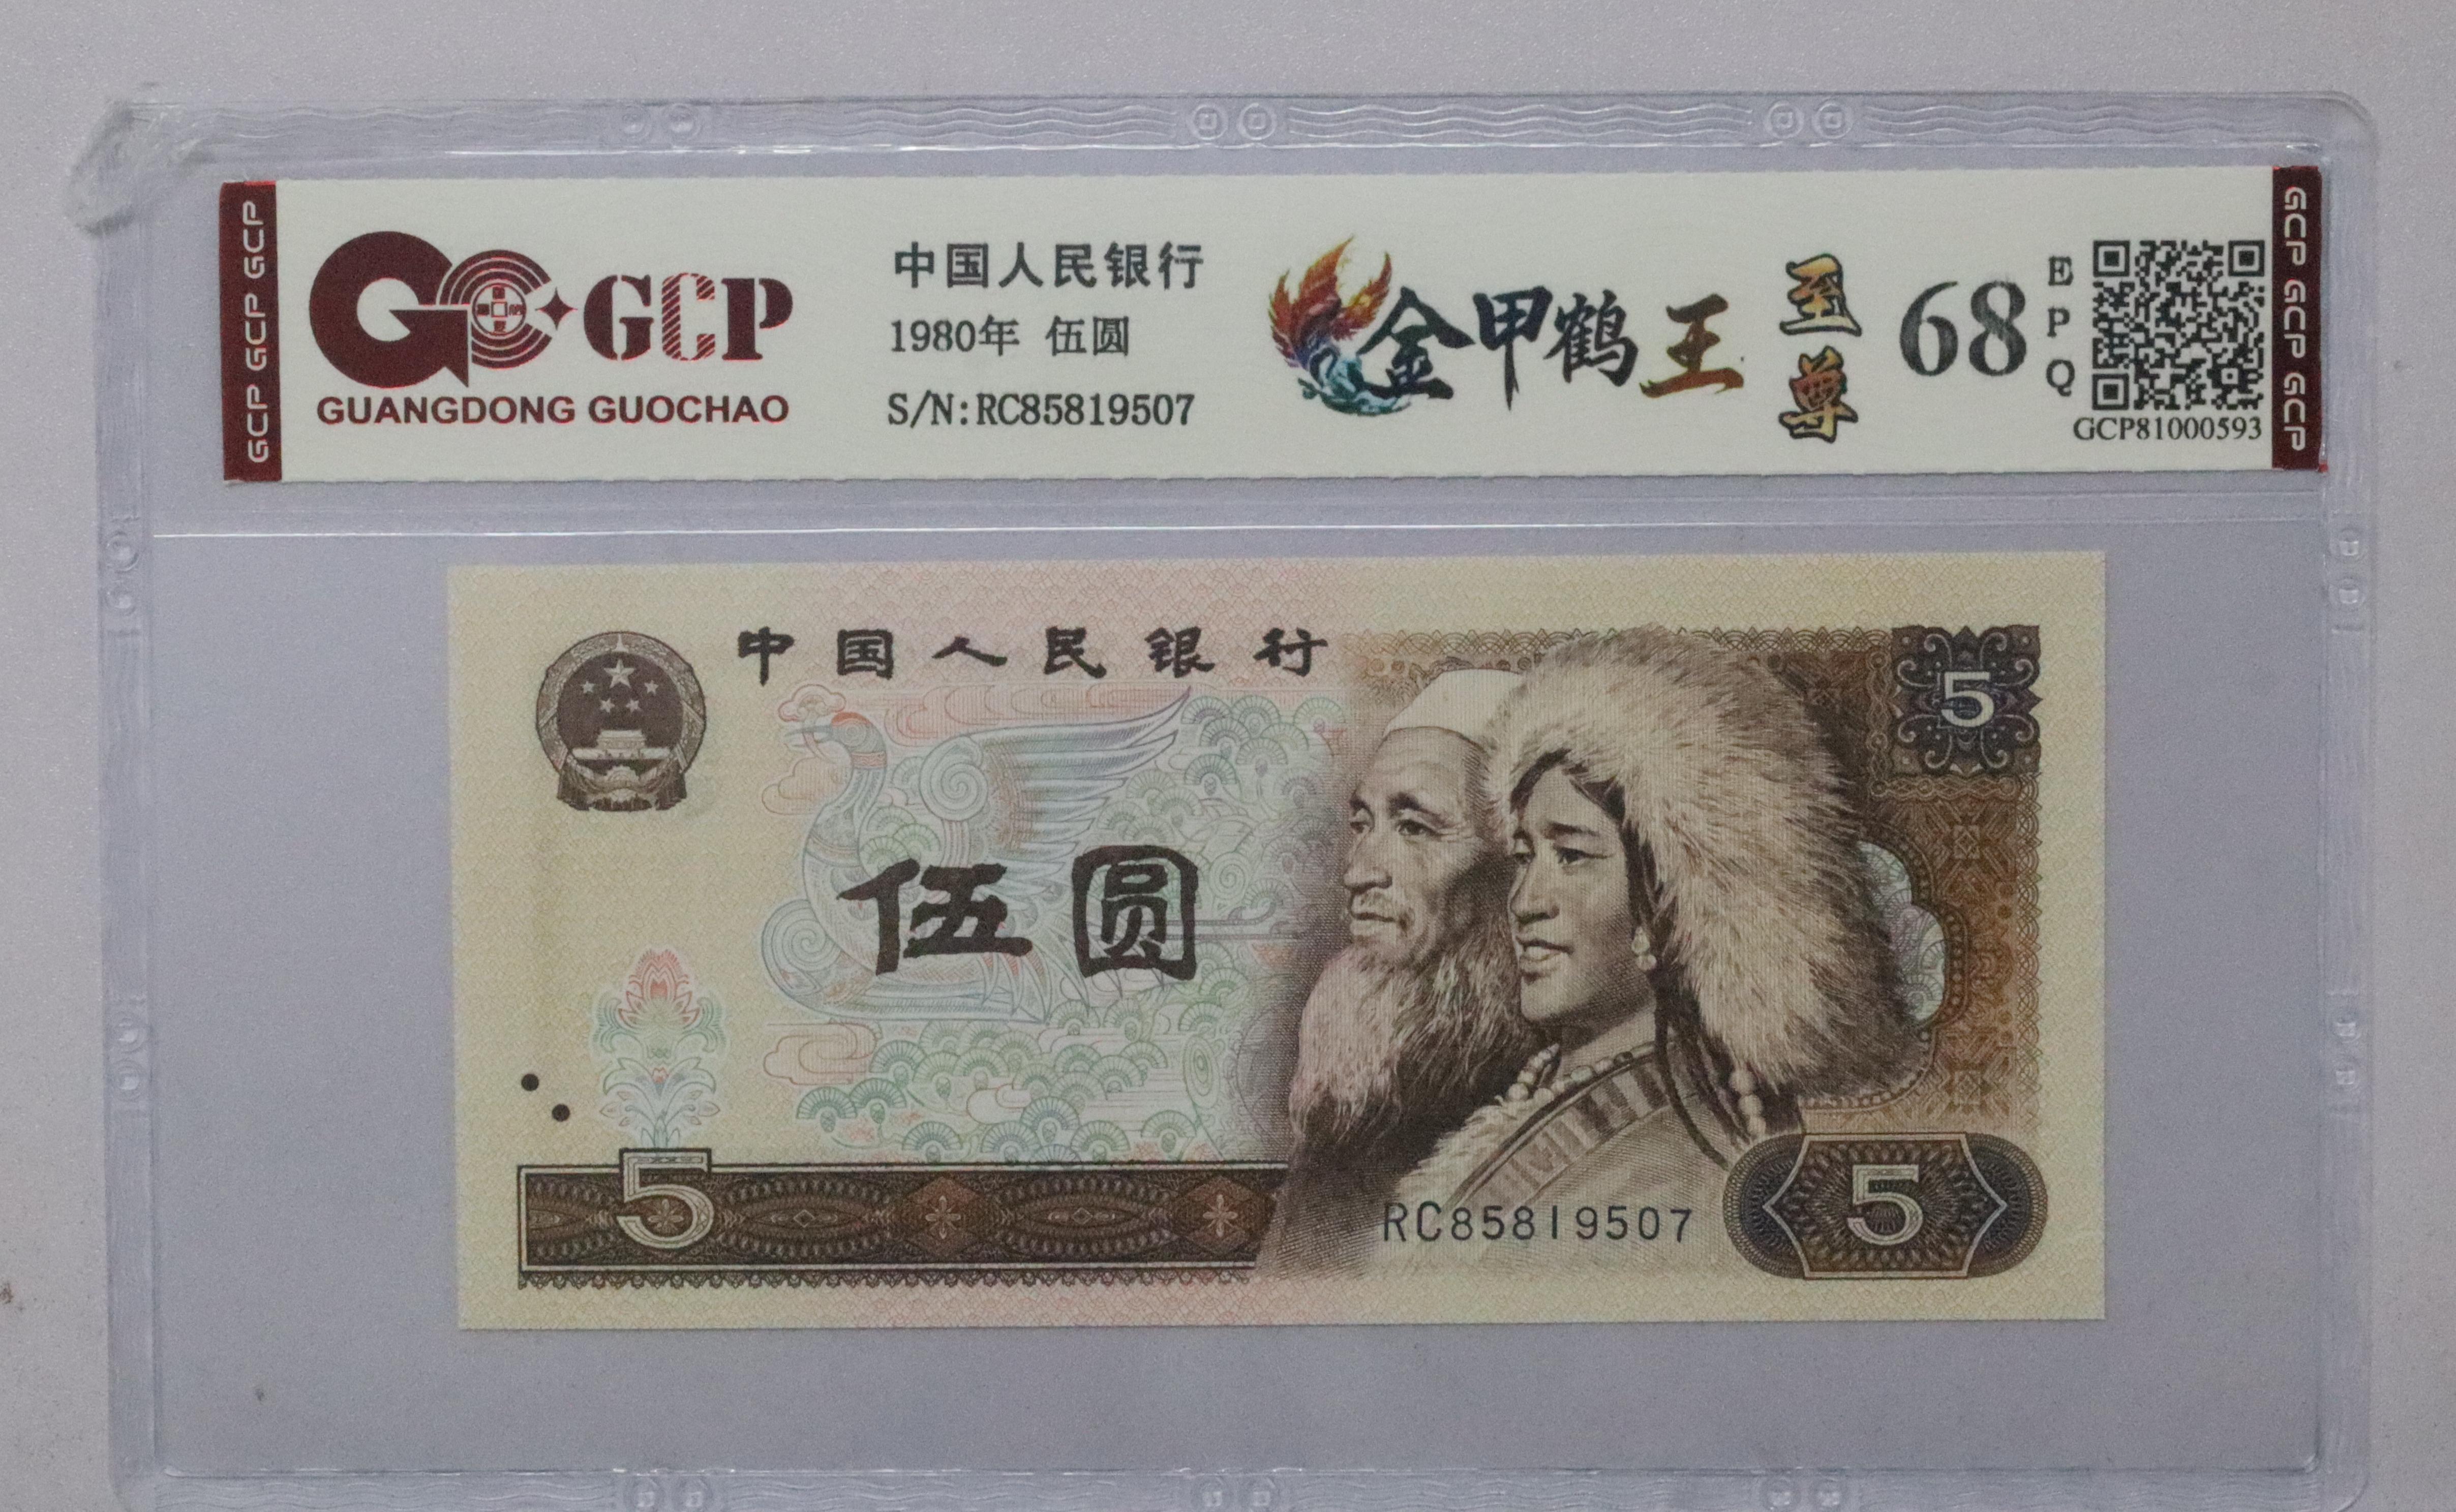 GCP GCP GCP
GCP
GUANGDONG GUOCHAO
中国人民银行
1980年 伍圆
S/N:RC85819507
金甲鹤王
至尊
68
EPQ
GCP81000593
GCP GCP GCP
中国人民银行
5
伍圆
5
RC85819507
5